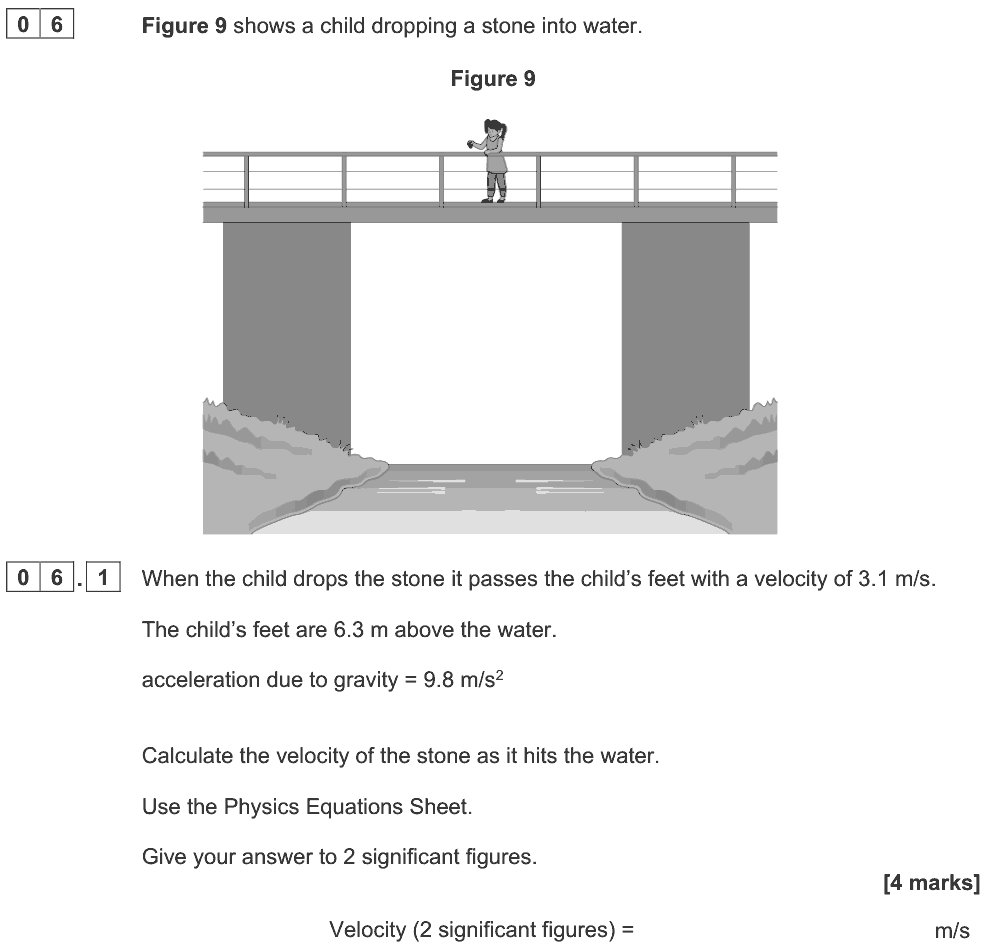 0 6 Figure 9 shows a child dropping a stone into water.
Figure 9
0 6 . 1 When the child drops the stone it passes the child’s feet with a velocity of 3.1 m/s.
The child’s feet are 6.3 m above the water.
acceleration due to gravity = 9.8 m/s²
Calculate the velocity of the stone as it hits the water.
Use the Physics Equations Sheet.
Give your answer to 2 significant figures.
[4 marks]
Velocity (2 significant figures) = m/s